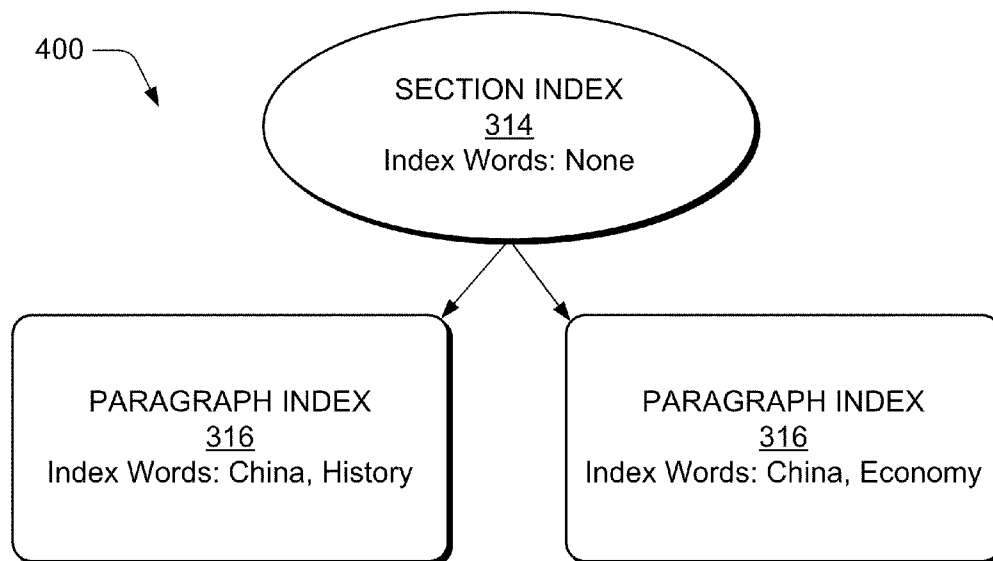 400
SECTION INDEX
314
Index Words: None
PARAGRAPH INDEX
316
Index Words: China, History
PARAGRAPH INDEX
316
Index Words: China, Economy